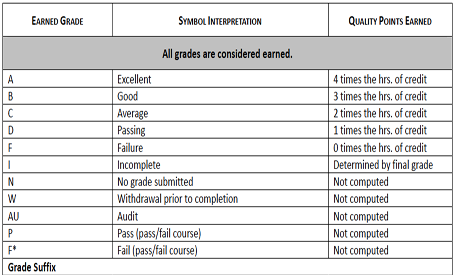 EARNED GRADE SYMBOL INTERPRETATION QUALITY POINTS EARNED
All grades are considered earned.
A Excellent 4 times the hrs. of credit
B Good 3 times the hrs. of credit
C Average 2 times the hrs. of credit
D Passing 1 times the hrs. of credit
F Failure 0 times the hrs. of credit
I Incomplete Determined by final grade
N No grade submitted Not computed
W Withdrawal prior to completion Not computed
AU Audit Not computed
P Pass (pass/fail course) Not computed
F* Fail (pass/fail course) Not computed
Grade Suffix